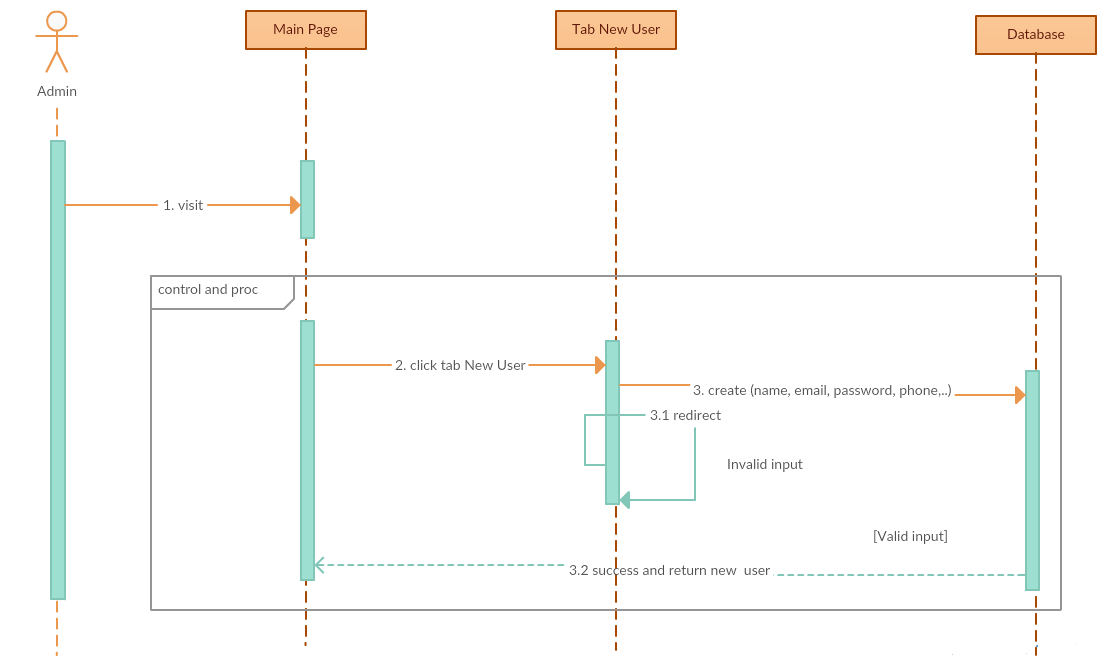 Main Page
Tab New User
Database
Admin
1. visit
control and proc
2. click tab New User
3. create (name, email, password, phone,..)
3.1 redirect
Invalid input
[Valid input]
3.2 success and return new  user